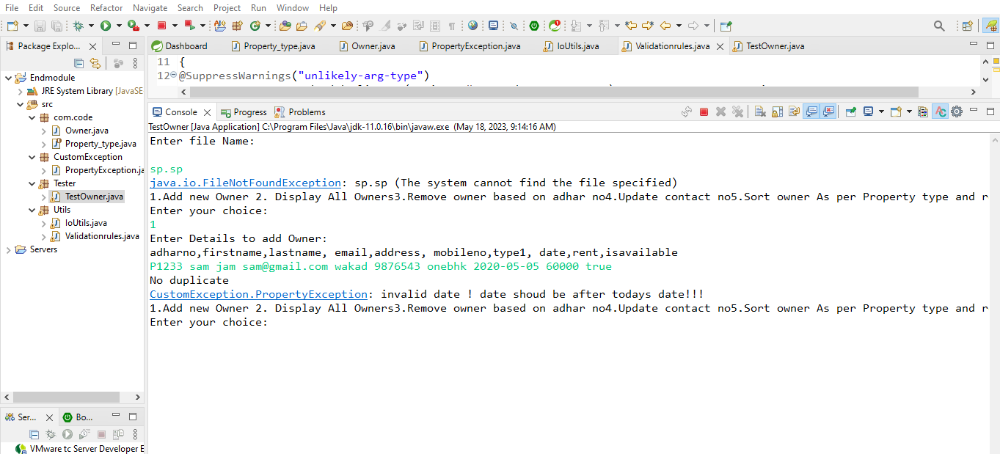 File Edit Source Refactor Navigate Search Project Run Window Help
Package Explo...
Dashboard Property_type.java Owner.java PropertyException.java IoUtils.java Validationrules.java TestOwner.java
11 {
12 @SuppressWarnings("unlikely-arg-type")
Endmodule
JRE System Library [JavaSE
src
com.code
Owner.java
Property_type.java
CustomException
PropertyException.ja
Tester
TestOwner.java
Utils
IoUtils.java
Validationrules.java
Servers
Console Progress Problems
TestOwner [Java Application] C:\Program Files\Java\jdk-11.0.16\bin\javaw.exe (May 18, 2023, 9:14:16 AM)
Enter file Name:
sp.sp
java.io.FileNotFoundException: sp.sp (The system cannot find the file specified)
1.Add new Owner 2. Display All Owners3.Remove owner based on adhar no4.Update contact no5.Sort owner As per Property type and r
Enter your choice:
1
Enter Details to add Owner:
adharno,firstname,lastname, email,address, mobileno,type1, date,rent,isavailable
P1233 sam jam sam@gmail.com wakad 9876543 onebhk 2020-05-05 60000 true
No duplicate
CustomException.PropertyException: invalid date ! date shoud be after todays date!!!
1.Add new Owner 2. Display All Owners3.Remove owner based on adhar no4.Update contact no5.Sort owner As per Property type and r
Enter your choice:
Ser... Bo...
VMware tc Server Developer E